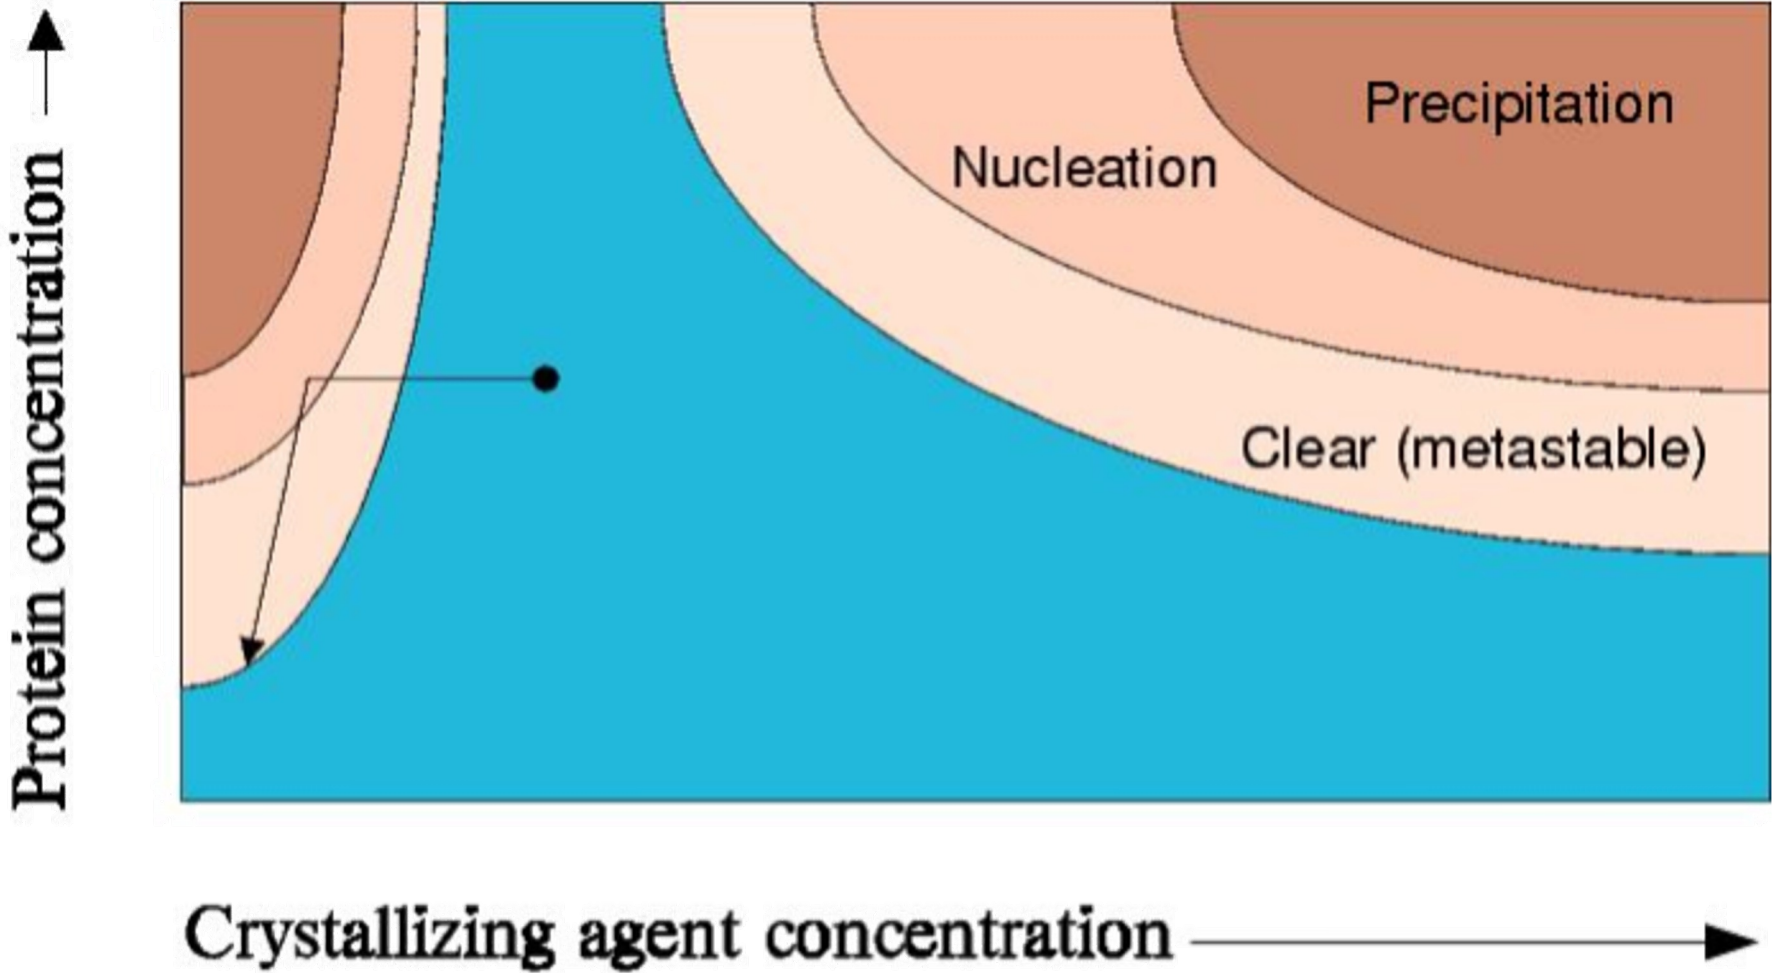 Protein concentration
Precipitation
Nucleation
Clear (metastable)
Crystallizing agent concentration